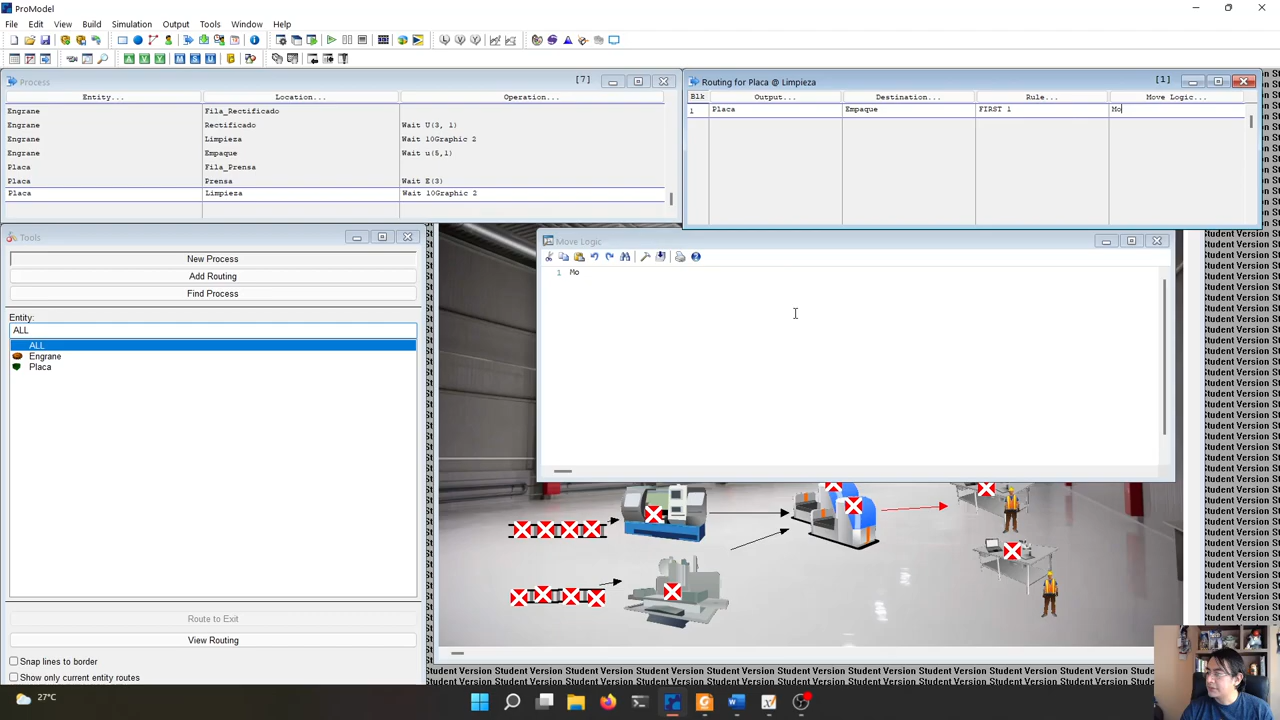 ProModel
File Edit View Build Simulation Output Tools Window Help
Process [7]
Entity... Location... Operation...
Engrane Fila_Rectificado
Engrane Rectificado Wait U(3, 1)
Engrane Limpieza Wait 10Graphic 2
Engrane Empaque Wait u(5,1)
Placa Fila_Prensa
Placa Prensa Wait E(3)
Placa Limpieza Wait 10Graphic 2
Routing for Placa @ Limpieza [1]
Blk Output... Destination... Rule... Move Logic...
1 Placa Empaque FIRST 1 Mo
Tools
New Process
Add Routing
Find Process
Entity:
ALL
ALL
Engrane
Placa
Route to Exit
View Routing
Snap lines to border
Show only current entity routes
Move Logic
1 Mo
Student Version Student Version Student Version Student Version Student Version Student Version Student Version Student Version
27°C